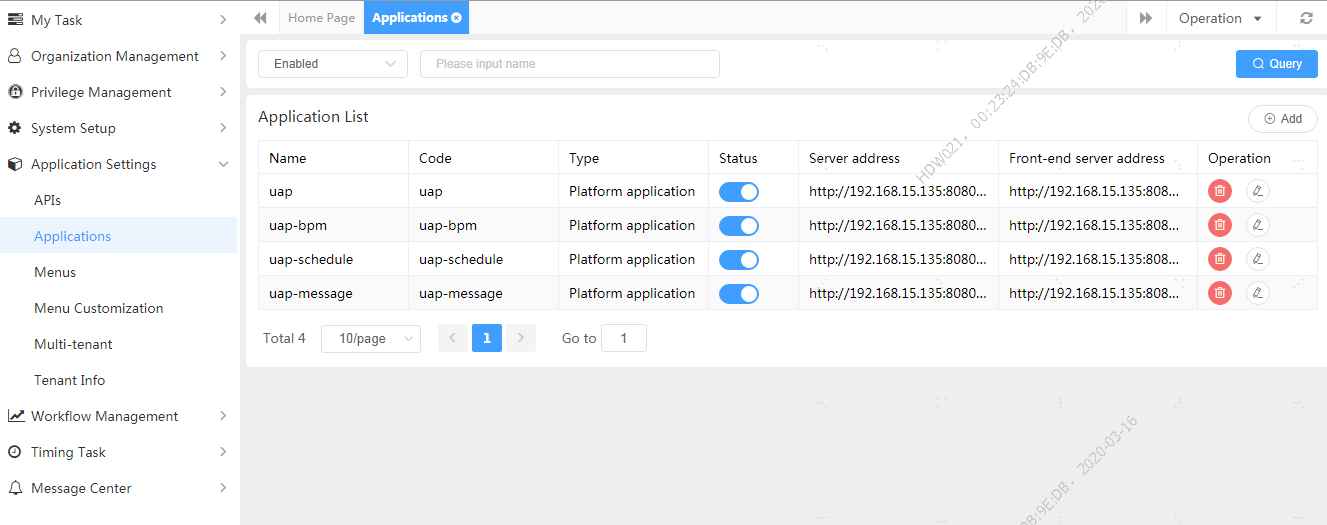 My Task
Organization Management
Privilege Management
System Setup
Application Settings
APIs
Applications
Menus
Menu Customization
Multi-tenant
Tenant Info
Workflow Management
Timing Task
Message Center
Home Page Applications Operation
Enabled Please input name Query
Application List Add
Name Code Type Status Server address Front-end server address Operation
uap uap Platform application http://192.168.15.135:8080... http://192.168.15.135:808...
uap-bpm uap-bpm Platform application http://192.168.15.135:8080... http://192.168.15.135:808...
uap-schedule uap-schedule Platform application http://192.168.15.135:8080... http://192.168.15.135:808...
uap-message uap-message Platform application http://192.168.15.135:8080... http://192.168.15.135:808...
Total 4 10/page 1 Go to 1
HDW021, 00:23:24:DB:9E:DB, 202
:9E:DB, 2020-03-16